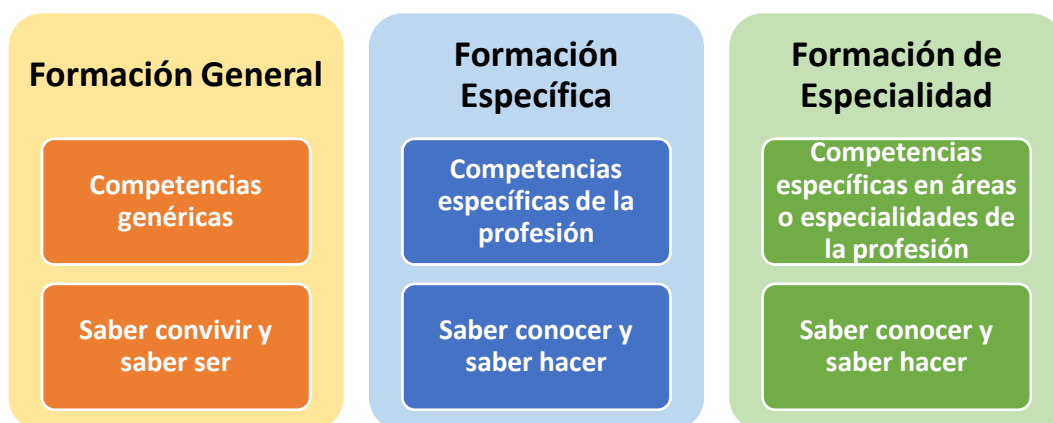 Formación General
Competencias
genéricas
Saber convivir y
saber ser
Formación
Específica
Competencias
específicas de la
profesión
Saber conocer y
saber hacer
Formación de
Especialidad
Competencias
específicas en áreas
o especialidades de
la profesión
Saber conocer y
saber hacer